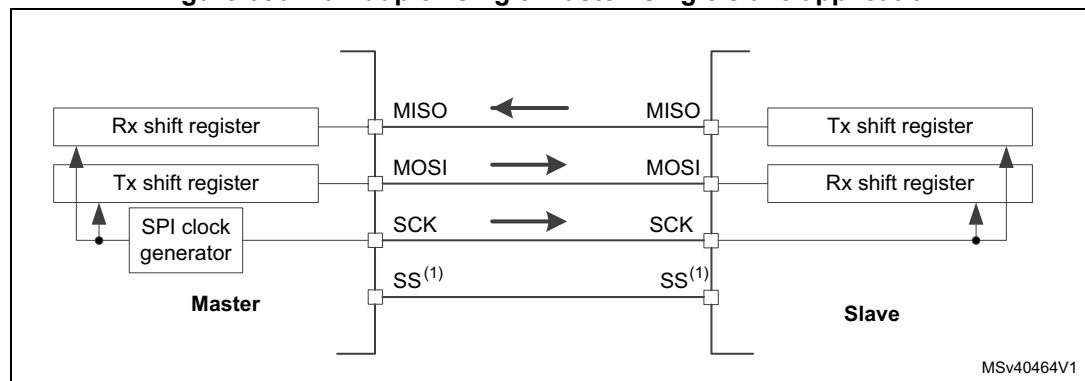 MISO MISO
Rx shift register Tx shift register
MOSI MOSI
Tx shift register Rx shift register
SPI clock
generator
SCK SCK
SS(1) SS(1)
Master Slave
MSv40464V1